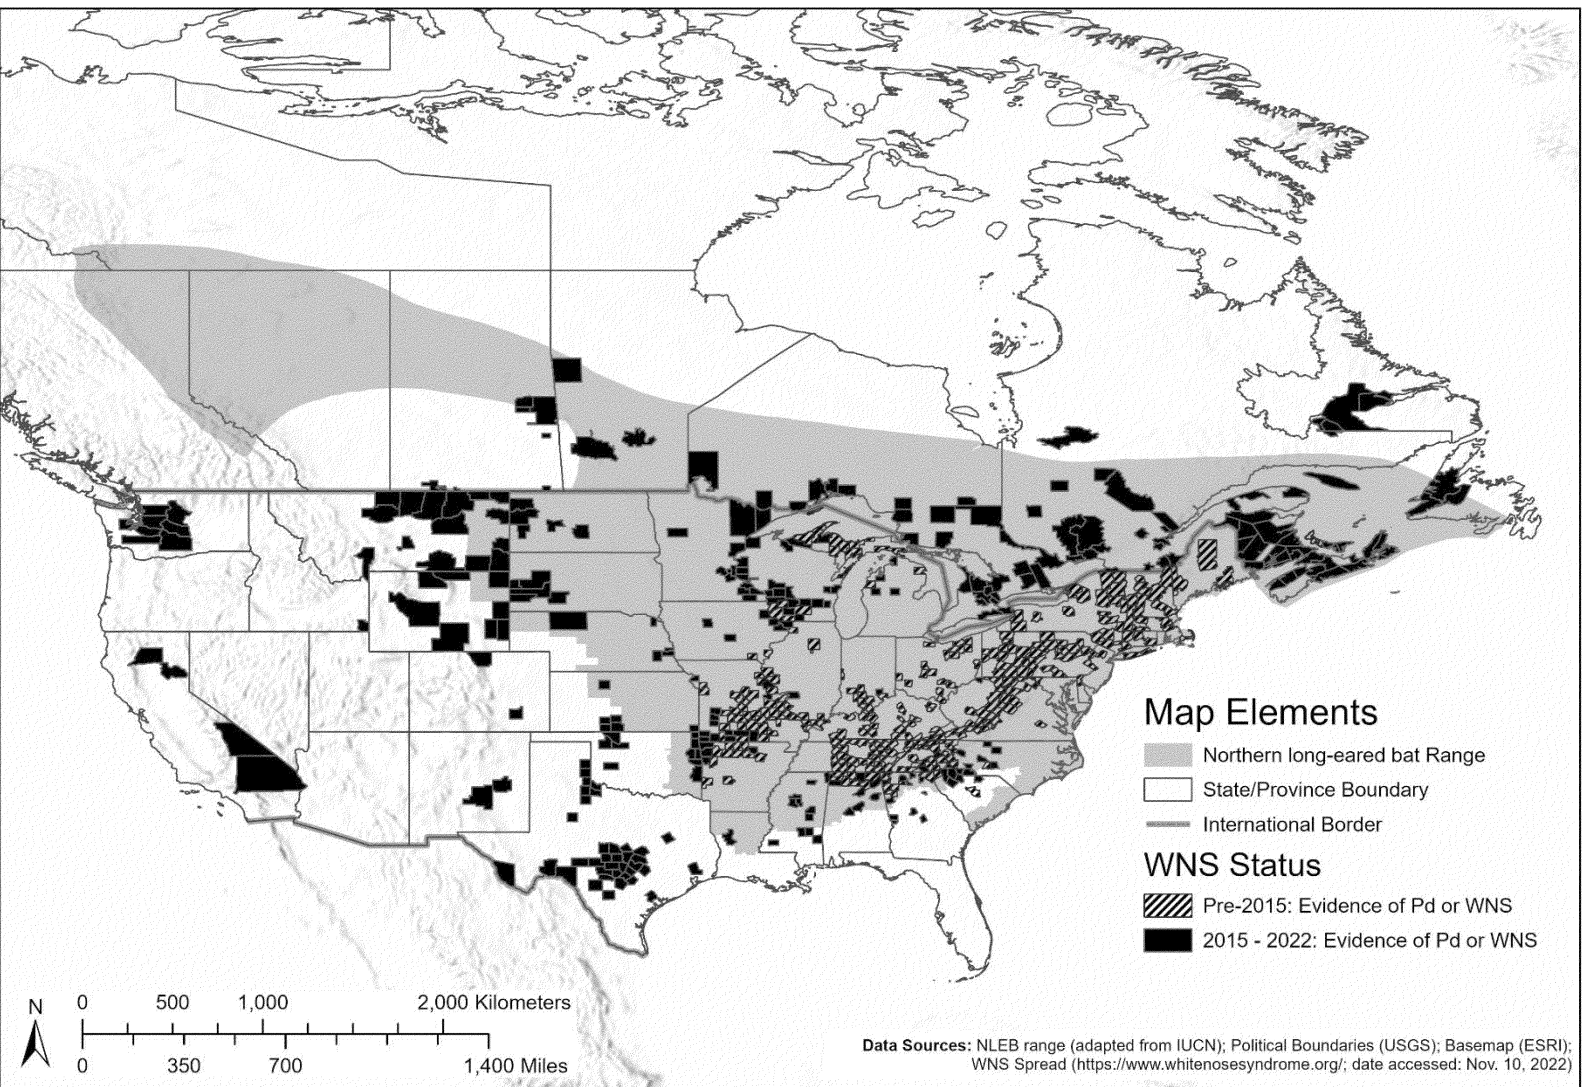 Map Elements
Northern long-eared bat Range
State/Province Boundary
International Border
WNS Status
Pre-2015: Evidence of Pd or WNS
2015 - 2022: Evidence of Pd or WNS
N
0 500 1,000 2,000 Kilometers
0 350 700 1,400 Miles
Data Sources: NLEB range (adapted from IUCN); Political Boundaries (USGS); Basemap (ESRI);
WNS Spread (https://www.whitenosesyndrome.org/; date accessed: Nov. 10, 2022)